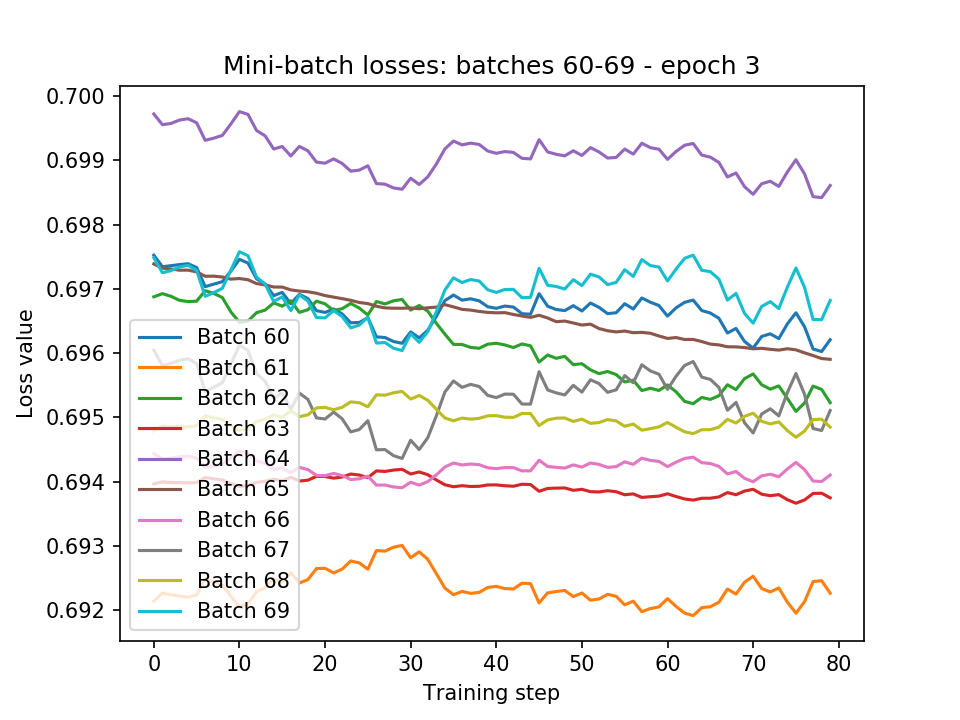 Mini-batch losses: batches 60-69 - epoch 3
0.700
0.699
0.698
0.697
0.696
0.695
0.694
0.693
0.692
Loss value
Batch 60
Batch 61
Batch 62
Batch 63
Batch 64
Batch 65
Batch 66
Batch 67
Batch 68
Batch 69
0 10 20 30 40 50 60 70 80
Training step